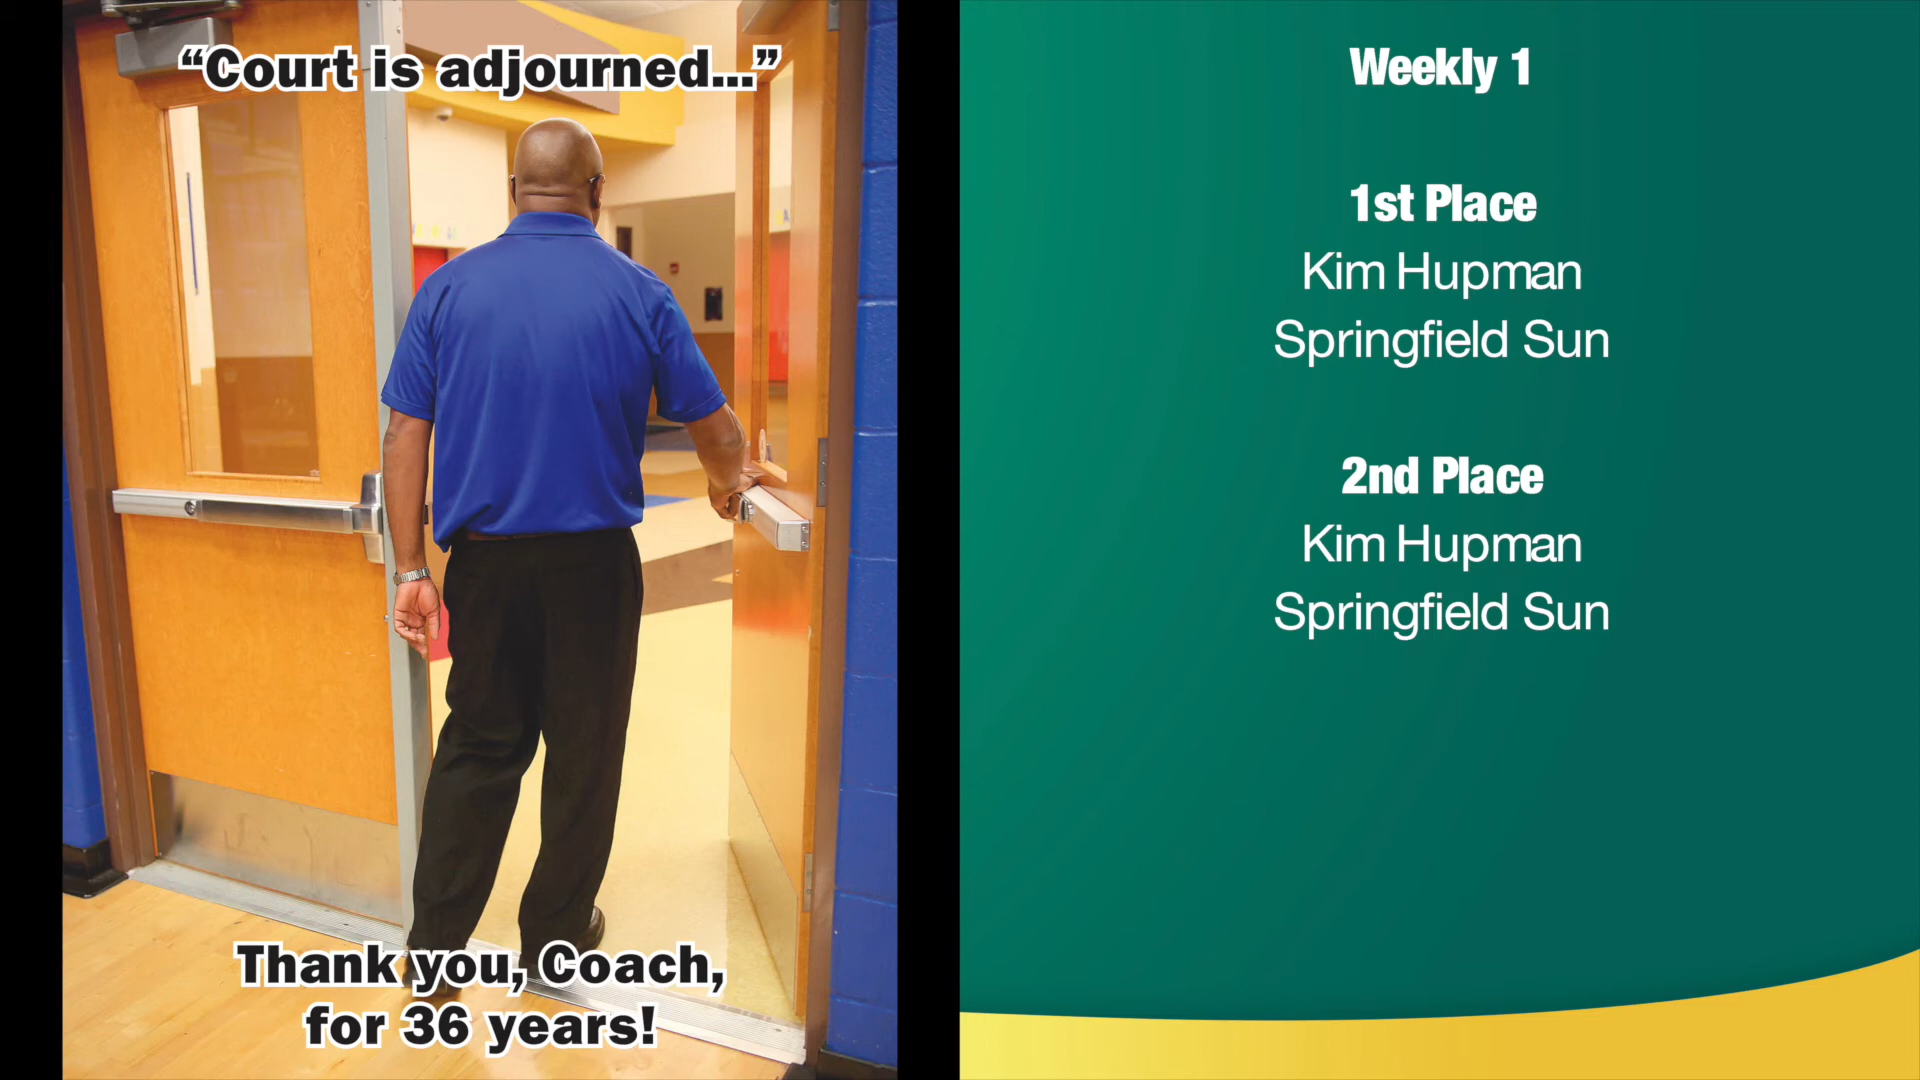 “Court is adjourned...”
Thank you, Coach,
for 36 years!
Weekly 1
1st Place
Kim Hupman
Springfield Sun
2nd Place
Kim Hupman
Springfield Sun